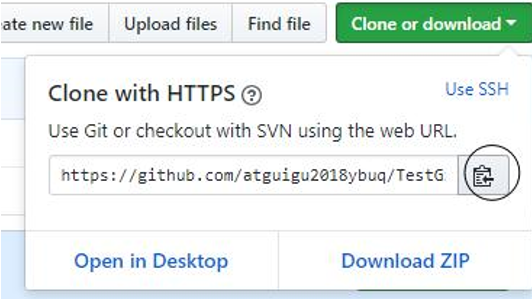 ate new file Upload files Find file Clone or download
Clone with HTTPS ?
Use SSH
Use Git or checkout with SVN using the web URL.
https://github.com/atguigu2018ybuq/TestG
Open in Desktop Download ZIP